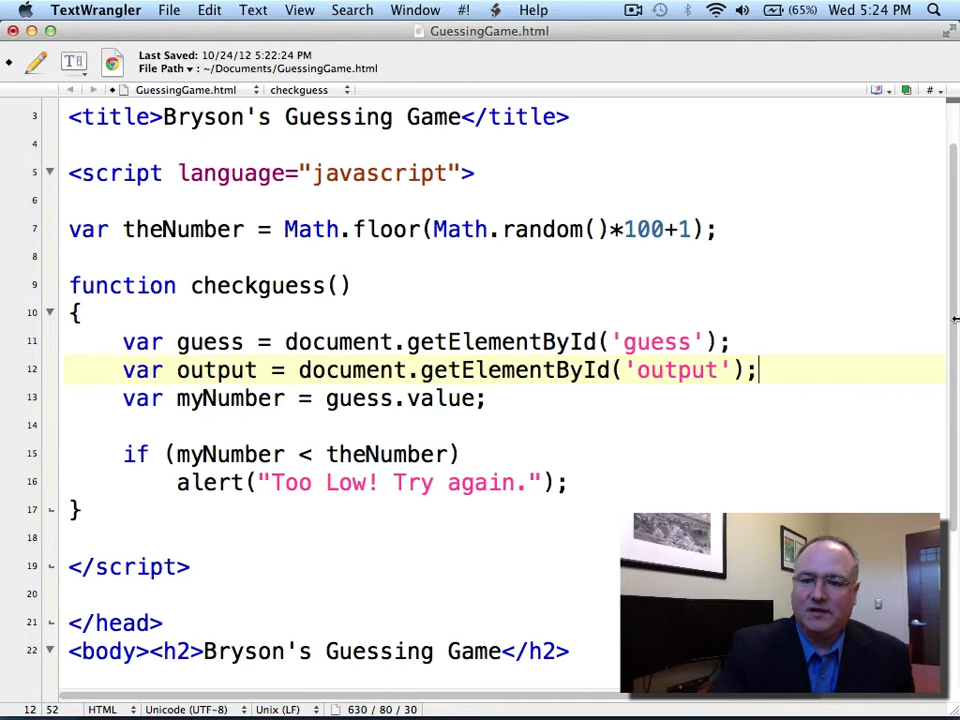 TextWrangler File Edit Text View Search Window #! Help (65%) Wed 5:24 PM
GuessingGame.html
Last Saved: 10/24/12 5:22:24 PM
File Path ▾ : ~/Documents/GuessingGame.html
GuessingGame.html checkguess #
3 <title>Bryson's Guessing Game</title>
4
5 <script language="javascript">
6
7 var theNumber = Math.floor(Math.random()*100+1);
8
9 function checkguess()
10 {
11 var guess = document.getElementById('guess');
12 var output = document.getElementById('output');
13 var myNumber = guess.value;
14
15 if (myNumber < theNumber)
16 alert("Too Low! Try again.");
17 }
18
19 </script>
20
21 </head>
22 <body><h2>Bryson's Guessing Game</h2>
12 52 HTML Unicode (UTF-8) Unix (LF) 630 / 80 / 30